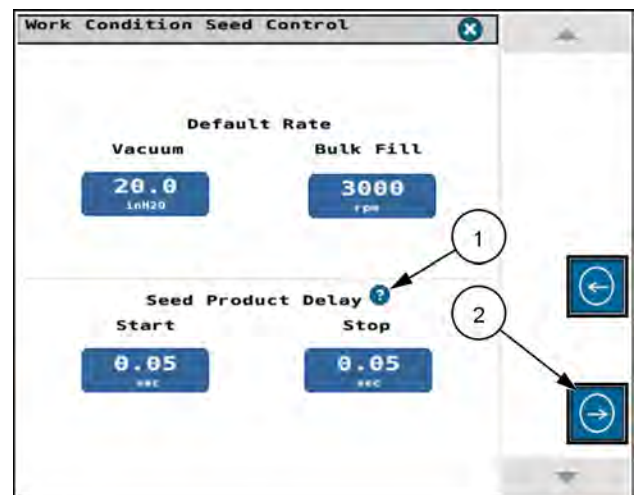 Work Condition Seed Control
Default Rate
Vacuum Bulk Fill
20.0 3000
inH2O rpm
1
Seed Product Delay ?
2
Start Stop
0.05 0.05
sec sec